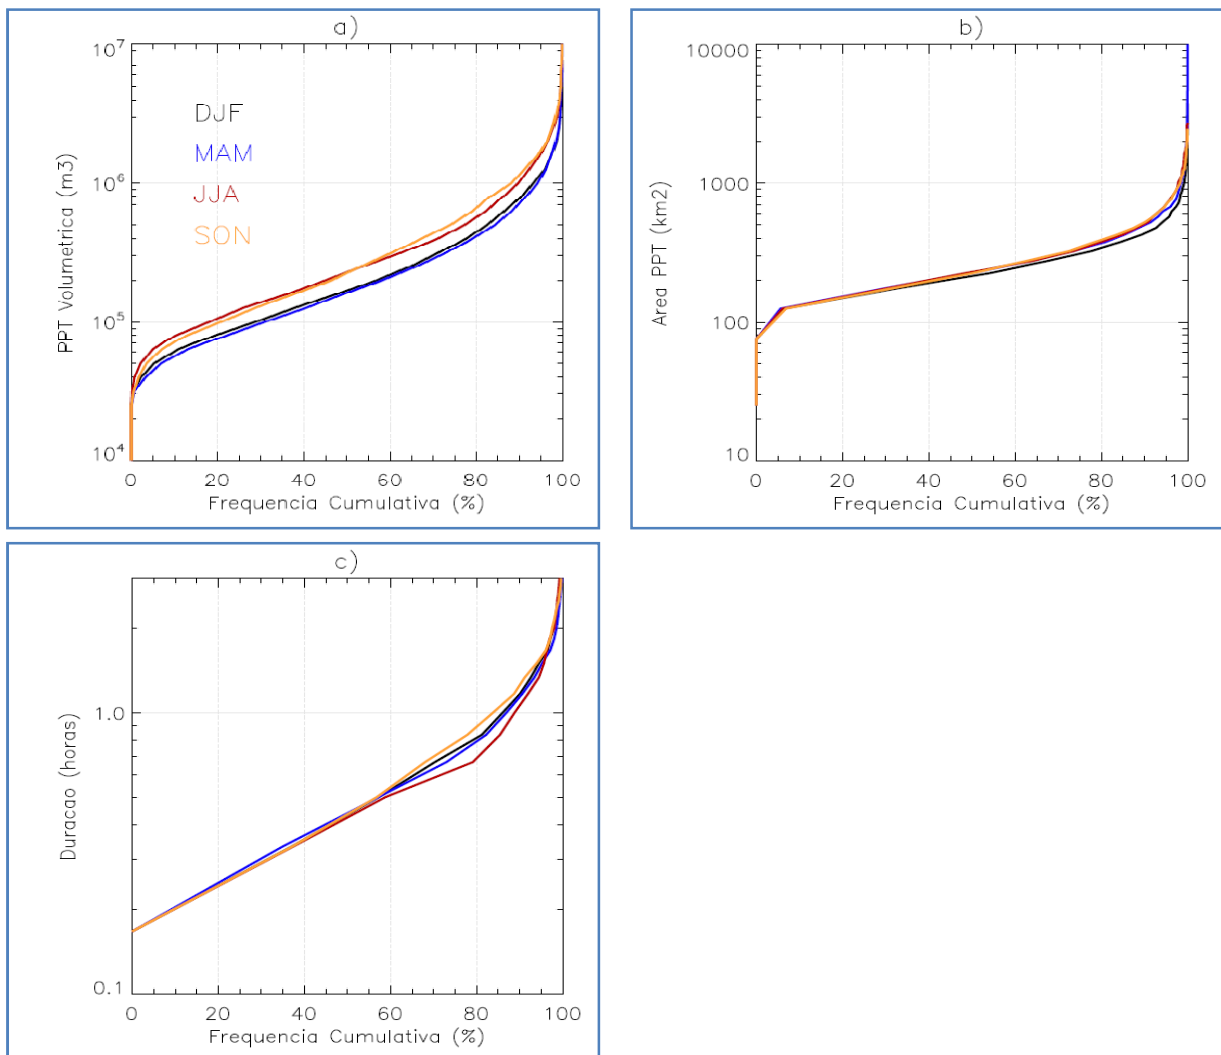 a)
10^7
10^6
10^5
10^4
PPT Volumetrica (m3)
DJF
MAM
JJA
SON
0 20 40 60 80 100
Frequencia Cumulativa (%)
b)
10000
1000
100
10
Area PPT (km2)
0 20 40 60 80 100
Frequencia Cumulativa (%)
c)
1.0
0.1
Duracao (horas)
0 20 40 60 80 100
Frequencia Cumulativa (%)